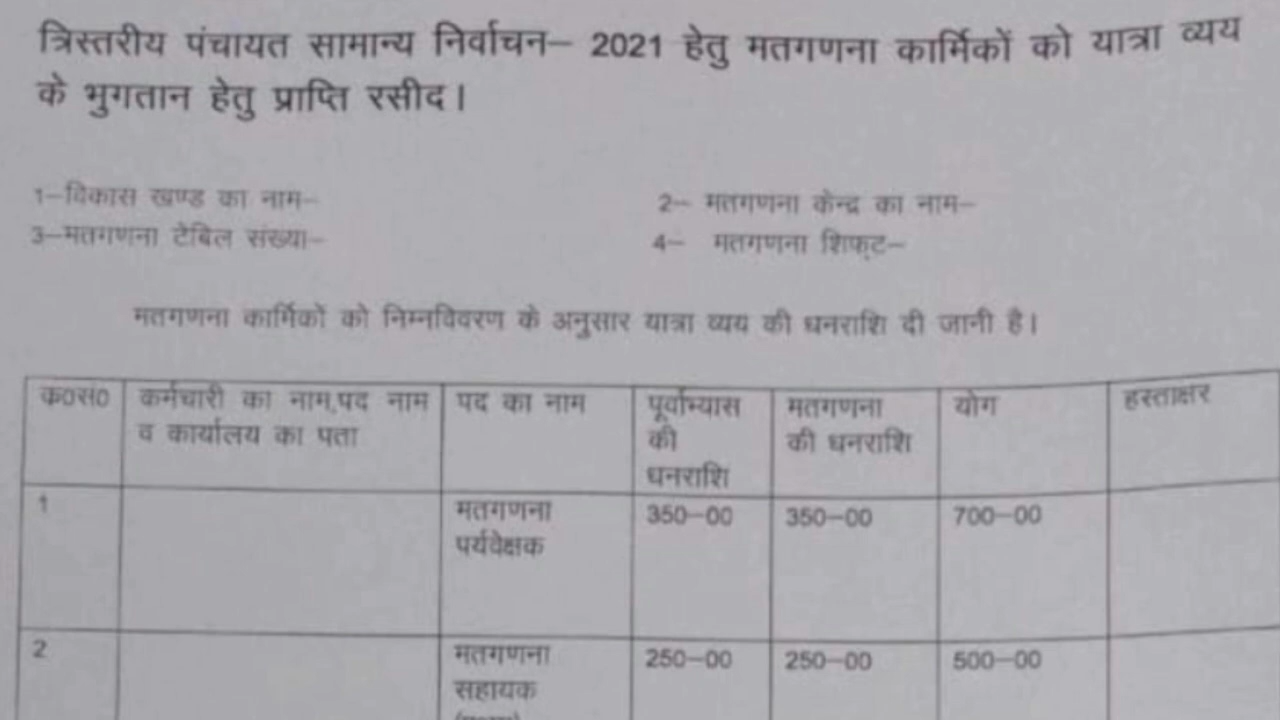 त्रिस्तरीय पंचायत सामान्य निर्वाचन– 2021 हेतु मतगणना कार्मिकों को यात्रा व्यय
के भुगतान हेतु प्राप्ति रसीद।
1–विकास खण्ड का नाम–
2– मतगणना केन्द्र का नाम–
3–मतगणना टेबिल संख्या–
4– मतगणना शिफ्ट–
मतगणना कार्मिकों को निम्नविवरण के अनुसार यात्रा व्यय की धनराशि दी जानी है।
क0सं0
कर्मचारी का नाम,पद नाम
व कार्यालय का पता
पद का नाम
पूर्वाभ्यास
की
धनराशि
मतगणना
की धनराशि
योग
हस्ताक्षर
1
मतगणना
पर्यवेक्षक
350–00
350–00
700–00
2
मतगणना
सहायक
250–00
250–00
500–00